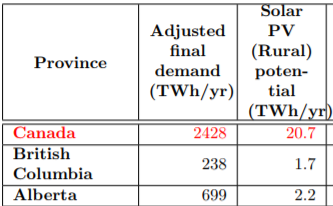 Province
Adjusted
final
demand
(TWh/yr)
Solar
PV
(Rural)
poten-
tial
(TWh/yr)
Canada 2428 20.7
British
Columbia 238 1.7
Alberta 699 2.2